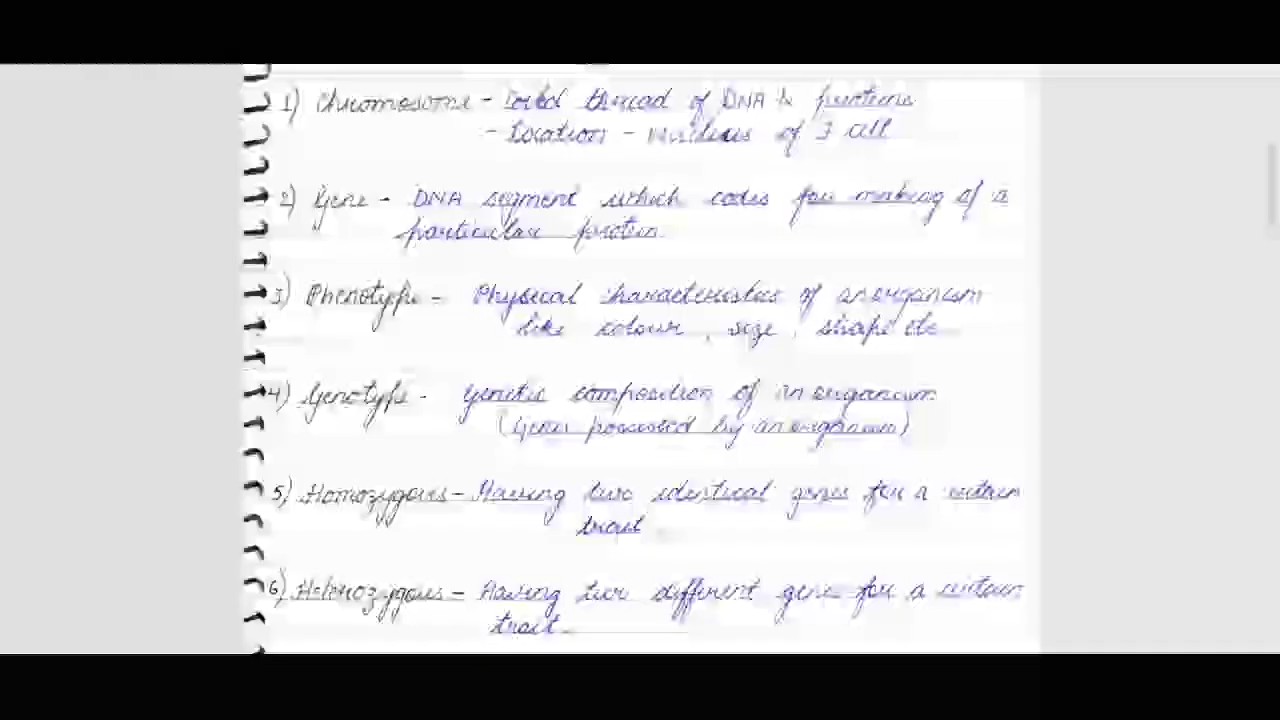 1) Chromosome - Coiled thread of DNA & proteins
- Location - nucleus of cell
2) Gene - DNA segment which codes for making of a
particular protein
3) Phenotype - Physical characteristics of an organism
like colour, size, shape etc
4) Genotype - Genetic composition of an organism
(Genes possessed by an organism)
5) Homozygous - Having two identical genes for a certain
trait
6) Heterozygous - Having two different genes for a certain
trait